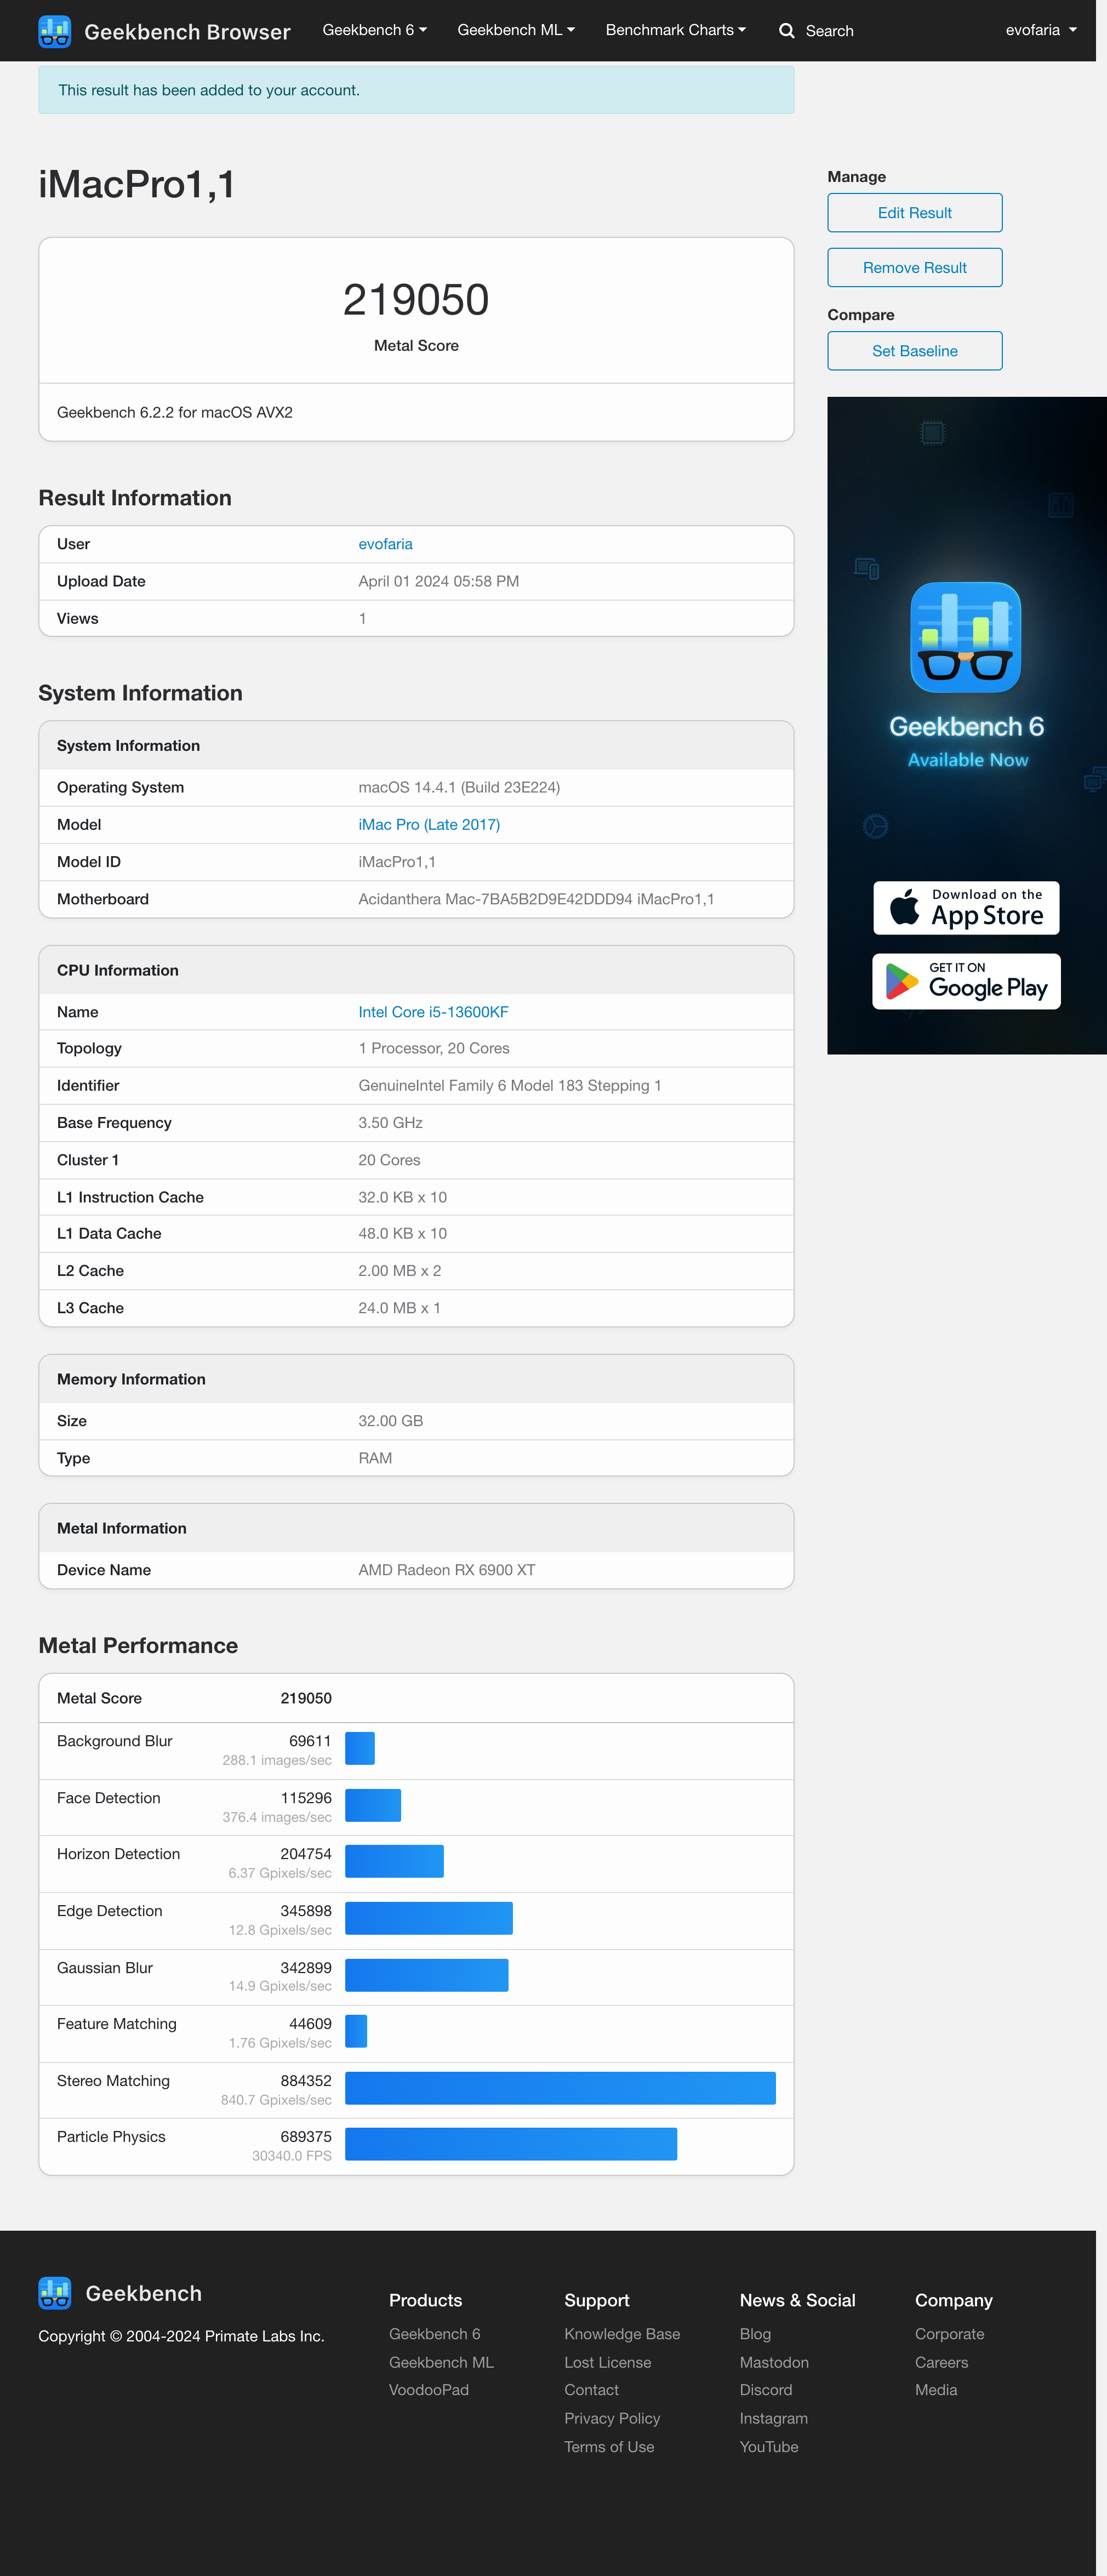 Geekbench Browser Geekbench 6 Geekbench ML Benchmark Charts Search evofaria
This result has been added to your account.
iMacPro1,1
219050
Metal Score
Geekbench 6.2.2 for macOS AVX2
Manage
Edit Result
Remove Result
Compare
Set Baseline
Geekbench 6
Available Now
Download on the
App Store
GET IT ON
Google Play
Result Information
User evofaria
Upload Date April 01 2024 05:58 PM
Views 1
System Information
System Information
Operating System macOS 14.4.1 (Build 23E224)
Model iMac Pro (Late 2017)
Model ID iMacPro1,1
Motherboard Acidanthera Mac-7BA5B2D9E42DDD94 iMacPro1,1
CPU Information
Name Intel Core i5-13600KF
Topology 1 Processor, 20 Cores
Identifier GenuineIntel Family 6 Model 183 Stepping 1
Base Frequency 3.50 GHz
Cluster 1 20 Cores
L1 Instruction Cache 32.0 KB x 10
L1 Data Cache 48.0 KB x 10
L2 Cache 2.00 MB x 2
L3 Cache 24.0 MB x 1
Memory Information
Size 32.00 GB
Type RAM
Metal Information
Device Name AMD Radeon RX 6900 XT
Metal Performance
Metal Score 219050
Background Blur 69611
288.1 images/sec
Face Detection 115296
376.4 images/sec
Horizon Detection 204754
6.37 Gpixels/sec
Edge Detection 345898
12.8 Gpixels/sec
Gaussian Blur 342899
14.9 Gpixels/sec
Feature Matching 44609
1.76 Gpixels/sec
Stereo Matching 884352
840.7 Gpixels/sec
Particle Physics 689375
30340.0 FPS
Geekbench
Copyright © 2004-2024 Primate Labs Inc.
Products
Geekbench 6
Geekbench ML
VoodooPad
Support
Knowledge Base
Lost License
Contact
Privacy Policy
Terms of Use
News & Social
Blog
Mastodon
Discord
Instagram
YouTube
Company
Corporate
Careers
Media